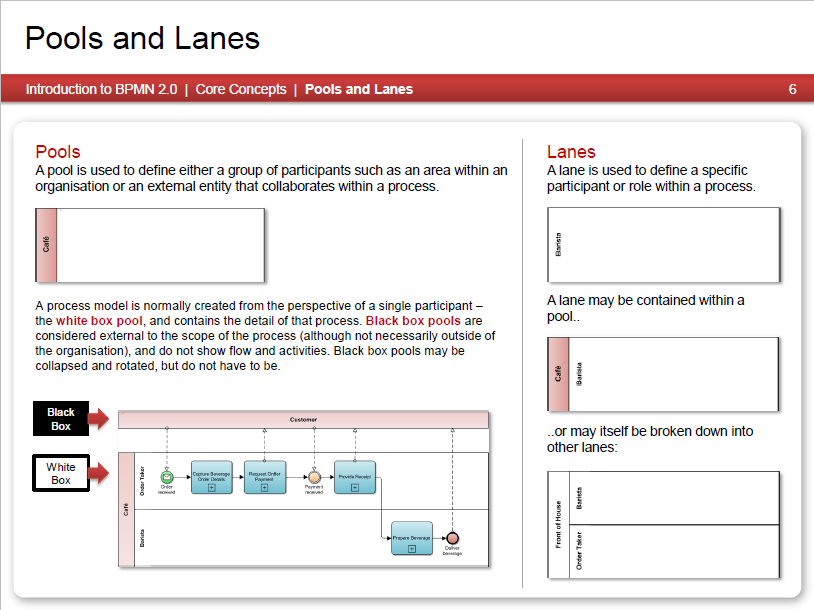 Pools and Lanes
Introduction to BPMN 2.0 | Core Concepts | Pools and Lanes
6
Pools
A pool is used to define either a group of participants such as an area within an
organisation or an external entity that collaborates within a process.
Café
A process model is normally created from the perspective of a single participant –
the white box pool, and contains the detail of that process. Black box pools are
considered external to the scope of the process (although not necessarily outside of
the organisation), and do not show flow and activities. Black box pools may be
collapsed and rotated, but do not have to be.
Black
Box
White
Box
Customer
Café
Order Taker
Order
received
Capture Beverage
Order Details
Request Order
Payment
Payment
received
Provide Receipt
Barista
Prepare Beverage
Deliver
beverage
Lanes
A lane is used to define a specific
participant or role within a process.
Barista
A lane may be contained within a
pool..
Café
Barista
..or may itself be broken down into
other lanes:
Front of House
Barista
Order Taker